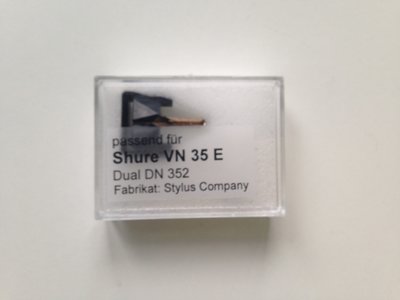 passend für
Shure VN 35 E
Dual DN 352
Fabrikat: Stylus Company